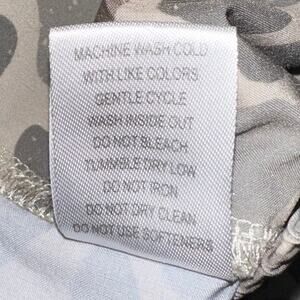 MACHINE WASH COLD
WITH LIKE COLORS
GENTLE CYCLE
WASH INSIDE OUT
DO NOT BLEACH
TUMMBLE DRY LOW
DO NOT IRON
DO NOT DRY CLEAN
DO NOT USE SOFTENERS